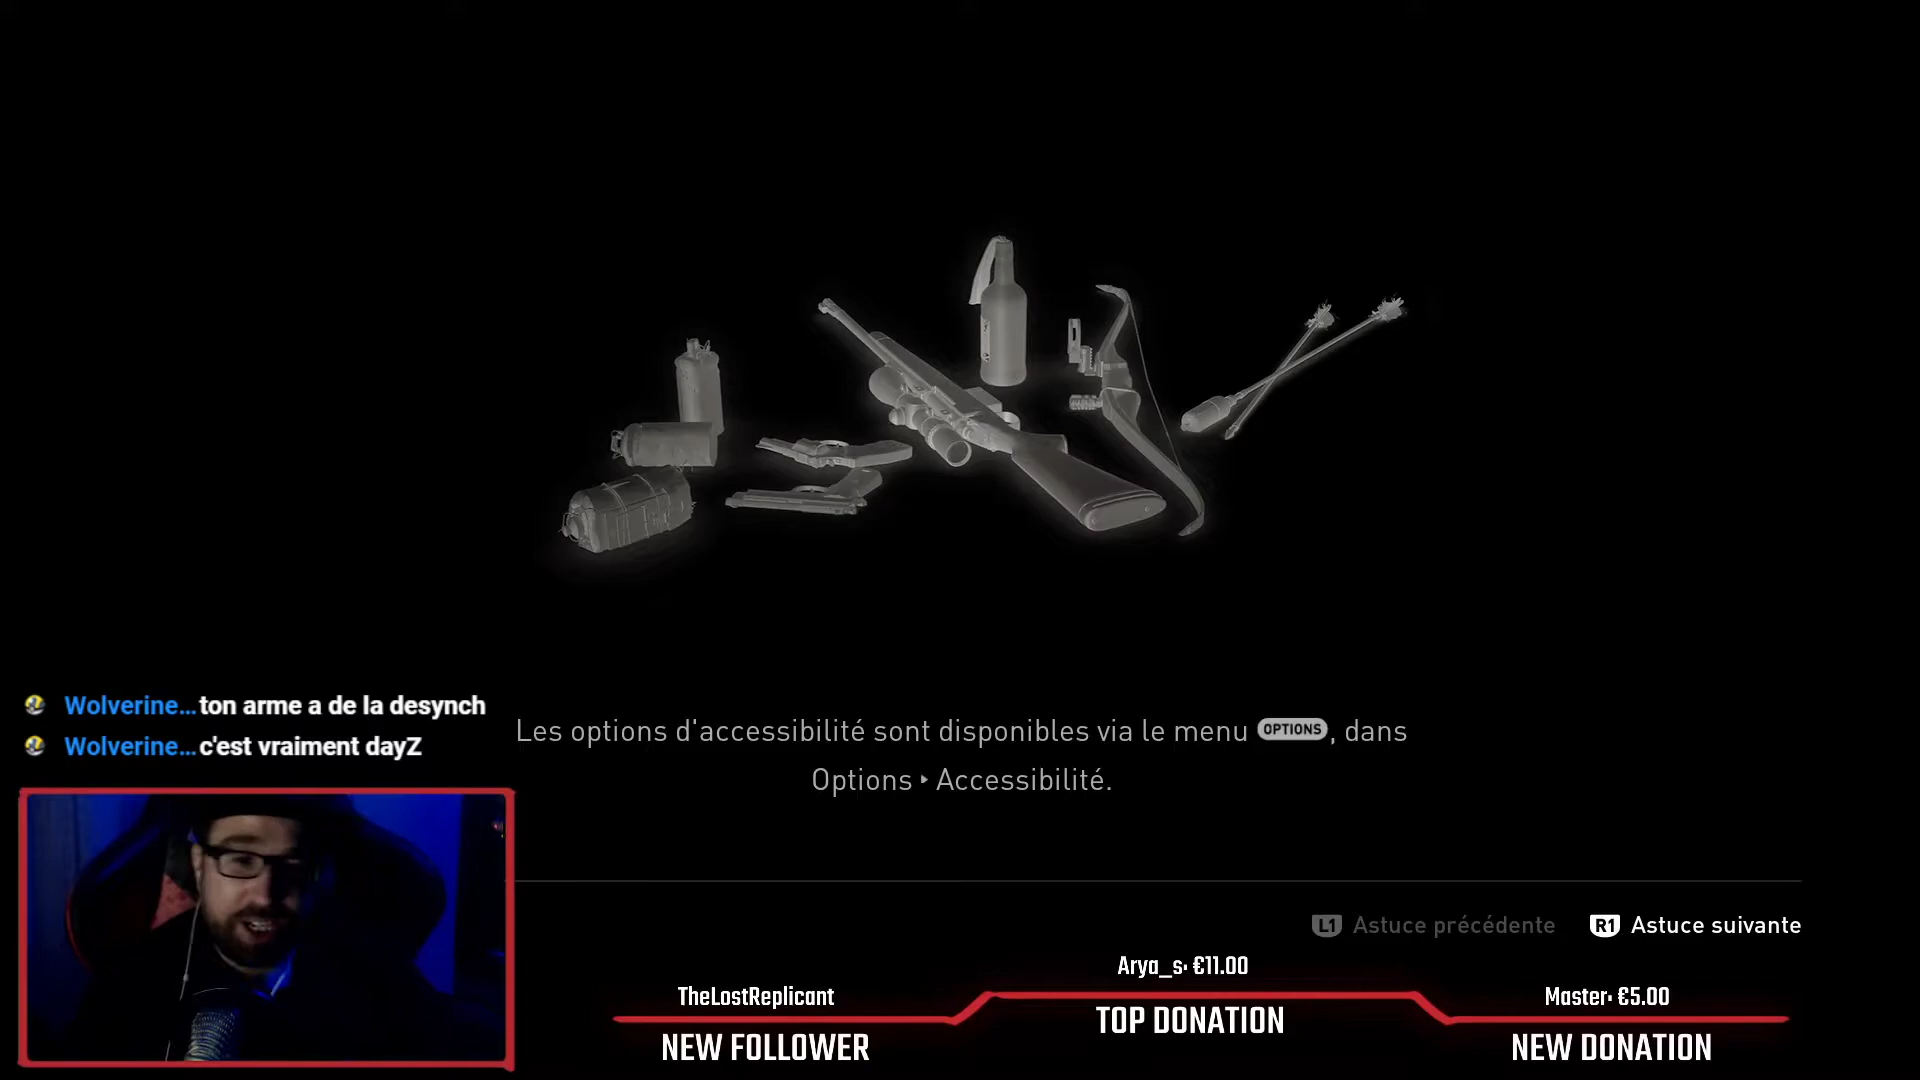 Wolverine... ton arme a de la desynch
Wolverine... c'est vraiment dayZ
Les options d'accessibilité sont disponibles via le menu OPTIONS, dans
Options ▸ Accessibilité.
L1 Astuce précédente R1 Astuce suivante
TheLostReplicant
NEW FOLLOWER
Arya_s: €11.00
TOP DONATION
Master: €5.00
NEW DONATION